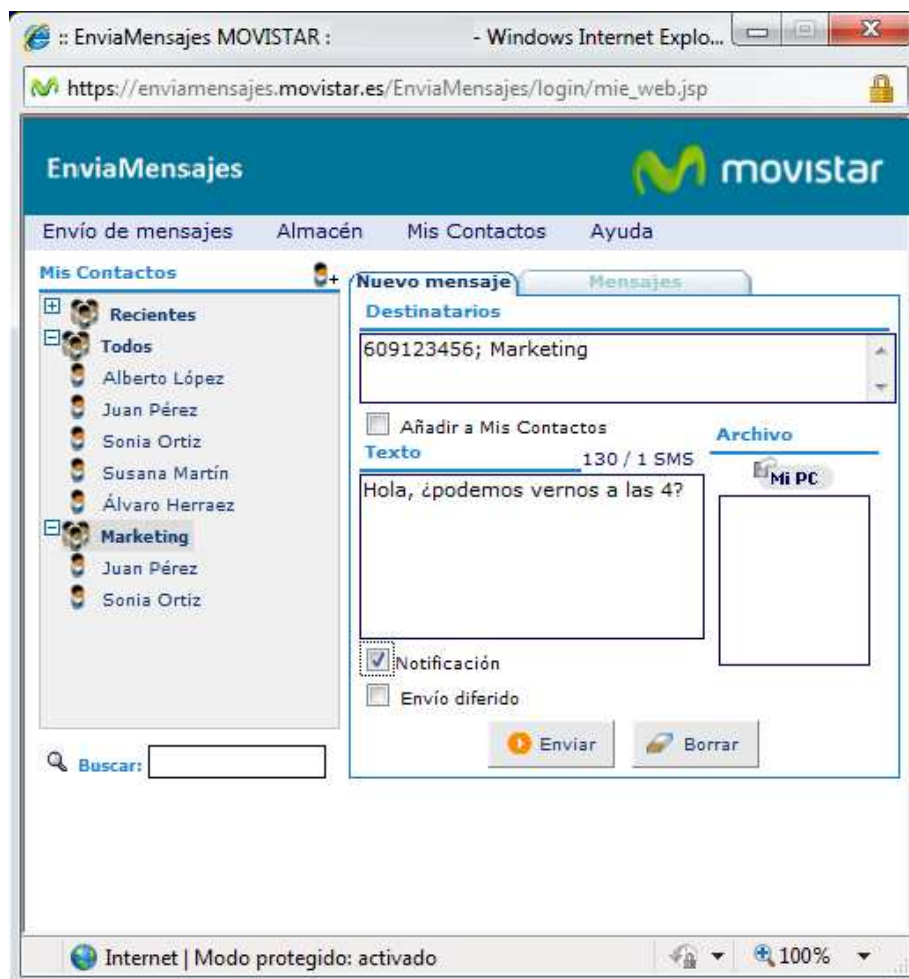 :: EnviaMensajes MOVISTAR : - Windows Internet Explo...
https://enviamensajes.movistar.es/EnviaMensajes/login/mie_web.jsp
EnviaMensajes
movistar
Envío de mensajes Almacén Mis Contactos Ayuda
Mis Contactos
Recientes
Todos
Alberto López
Juan Pérez
Sonia Ortiz
Susana Martín
Álvaro Herraez
Marketing
Juan Pérez
Sonia Ortiz
Buscar:
Nuevo mensaje Mensajes
Destinatarios
609123456; Marketing
Añadir a Mis Contactos
Texto 130 / 1 SMS
Hola, ¿podemos vernos a las 4?
Archivo
Mi PC
Notificación
Envío diferido
Enviar Borrar
Internet | Modo protegido: activado 100%